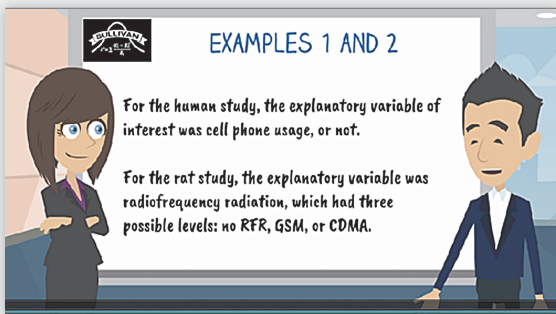 SULLIVAN
EXAMPLES 1 AND 2
For the human study, the explanatory variable of
interest was cell phone usage, or not.
For the rat study, the explanatory variable was
radiofrequency radiation, which had three
possible levels: no RFR, GSM, or CDMA.